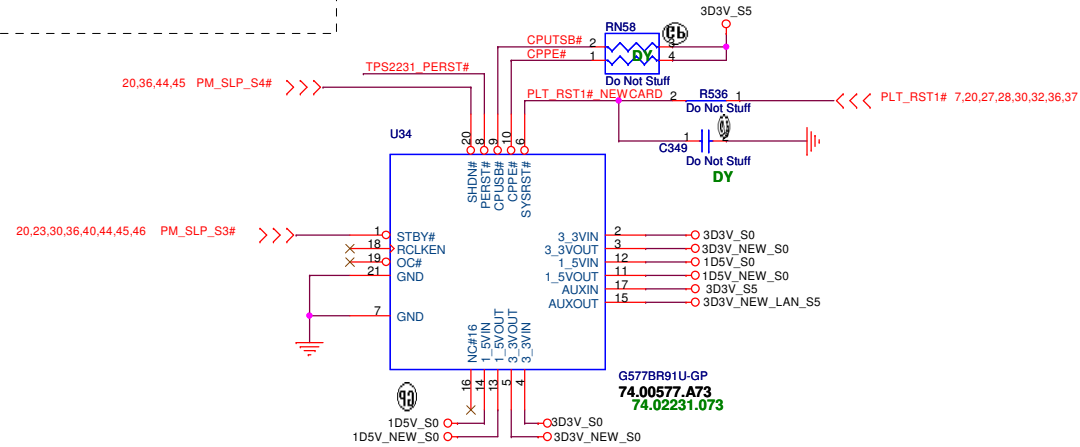 3D3V_S5
RN58
CPUTSB# 2 3
CPPE# 1 4
DY
Do Not Stuff
TPS2231_PERST#
20,36,44,45 PM_SLP_S4#
PLT_RST1#_NEWCARD 2 R536 1 PLT_RST1# 7,20,27,28,30,32,36,37
Do Not Stuff
C349 1 2
Do Not Stuff
DY
U34
20 8 9 10 6
SHDN# PERST# CPUSB# CPPE# SYSRST#
20,23,30,36,40,44,45,46 PM_SLP_S3#
1 STBY#
18 RCLKEN
19 OC#
21 GND
7 GND
3_3VIN 2 3D3V_S0
3_3VOUT 3 3D3V_NEW_S0
1_5VIN 12 1D5V_S0
1_5VOUT 11 1D5V_NEW_S0
AUXIN 17 3D3V_S5
AUXOUT 15 3D3V_NEW_LAN_S5
NC#16 1_5VIN 1_5VOUT 3_3VOUT 3_3VIN
16 14 13 5 4
G577BR91U-GP
74.00577.A73
74.02231.073
1D5V_S0 3D3V_S0
1D5V_NEW_S0 3D3V_NEW_S0